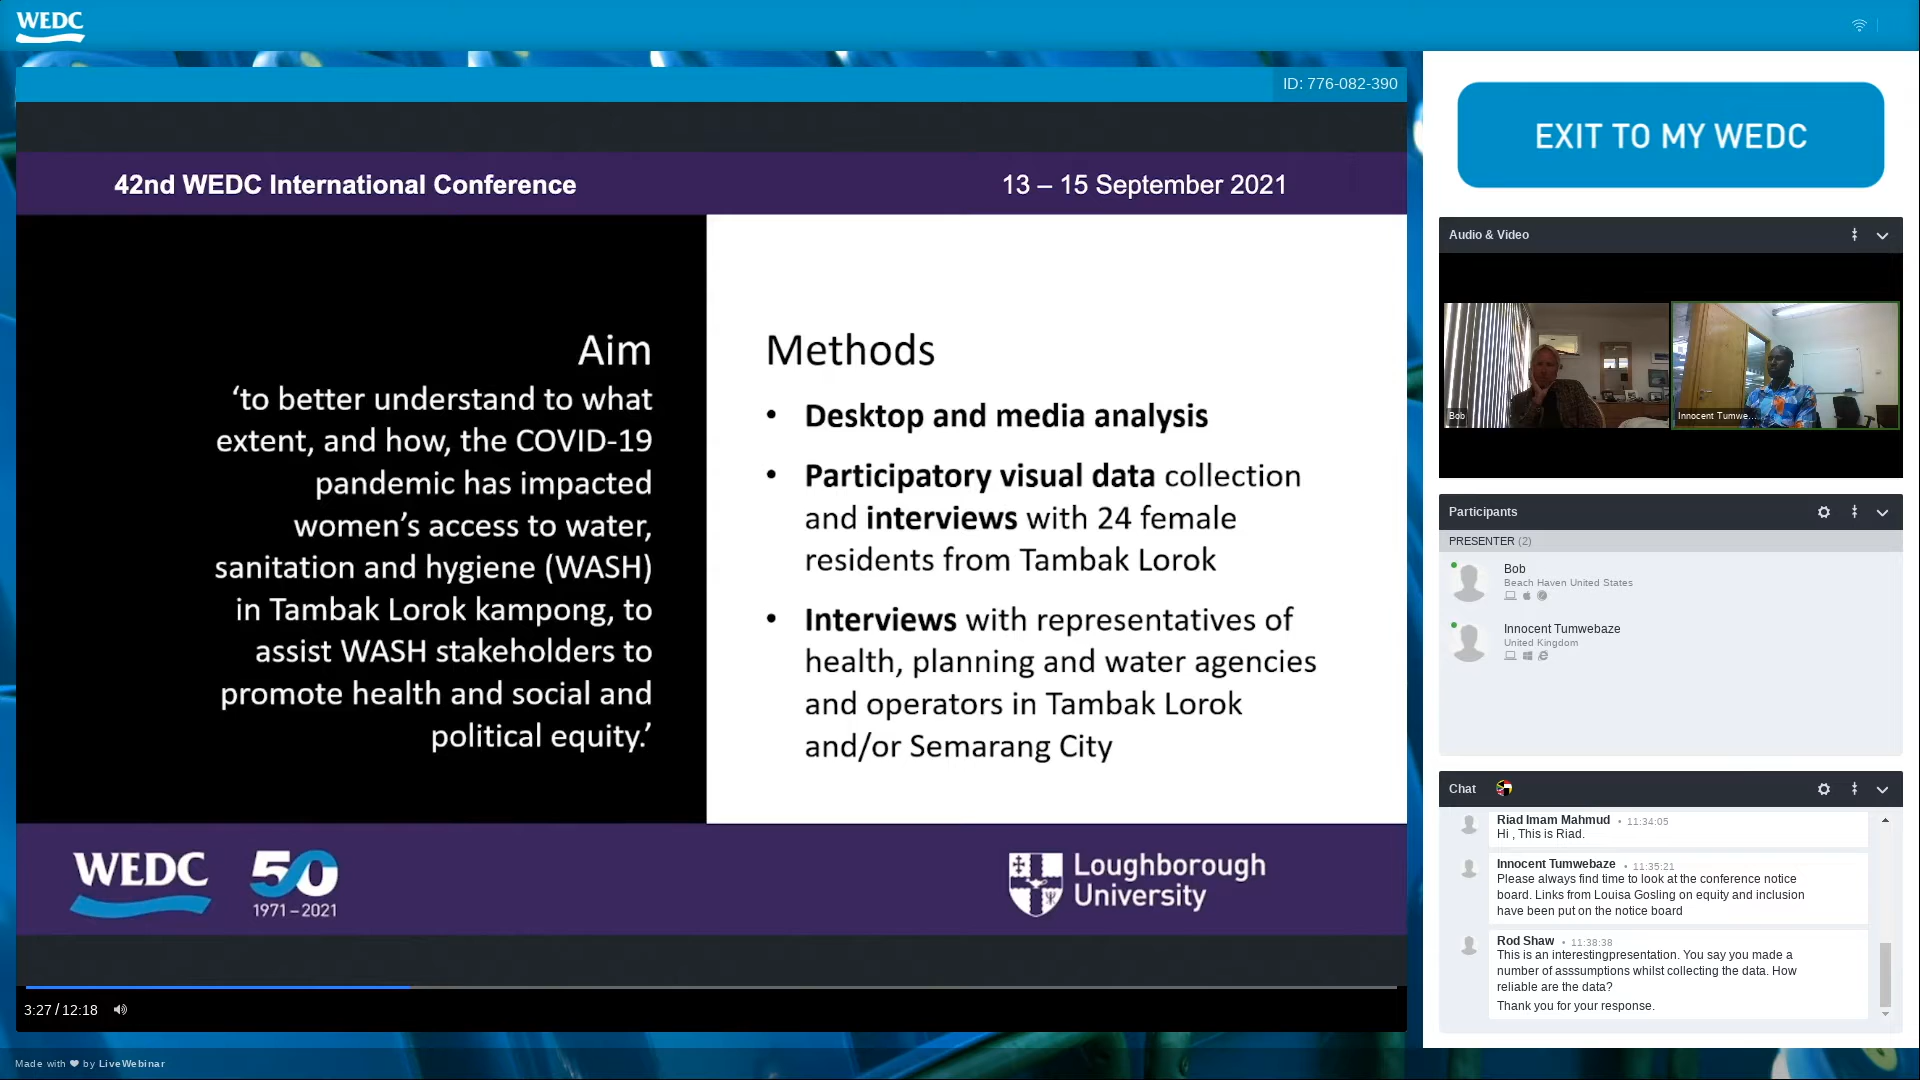 WEDC
ID: 776-082-390
42nd WEDC International Conference
13 – 15 September 2021
Aim
‘to better understand to what
extent, and how, the COVID-19
pandemic has impacted
women’s access to water,
sanitation and hygiene (WASH)
in Tambak Lorok kampong, to
assist WASH stakeholders to
promote health and social and
political equity.’
Methods
• Desktop and media analysis
• Participatory visual data collection
and interviews with 24 female
residents from Tambak Lorok
• Interviews with representatives of
health, planning and water agencies
and operators in Tambak Lorok
and/or Semarang City
WEDC
50
1971 – 2021
Loughborough
University
3:27 / 12:18
Made with ❤ by LiveWebinar
EXIT TO MY WEDC
Audio & Video
Bob
Innocent Tumwe...
Participants
PRESENTER (2)
Bob
Beach Haven United States
Innocent Tumwebaze
United Kingdom
Chat
Riad Imam Mahmud • 11:34:05
Hi , This is Riad.
Innocent Tumwebaze • 11:35:21
Please always find time to look at the conference notice
board. Links from Louisa Gosling on equity and inclusion
have been put on the notice board
Rod Shaw • 11:38:38
This is an interestingpresentation. You say you made a
number of asssumptions whilst collecting the data. How
reliable are the data?
Thank you for your response.